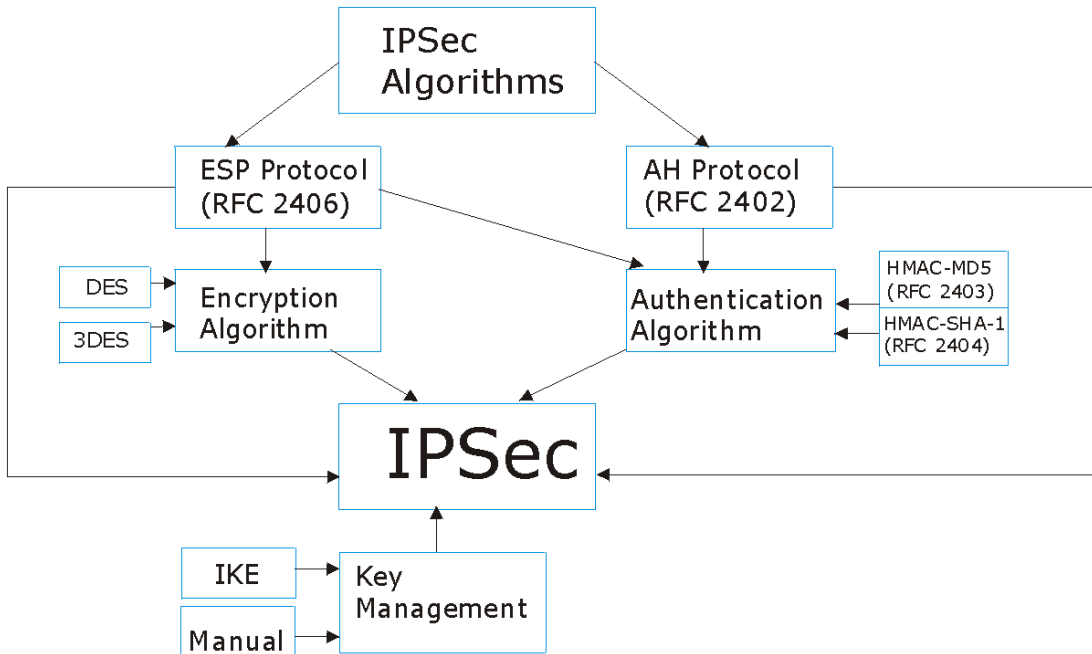 IPSec
Algorithms
ESP Protocol
(RFC 2406)
AH Protocol
(RFC 2402)
DES
3DES
Encryption
Algorithm
Authentication
Algorithm
HMAC-MD5
(RFC 2403)
HMAC-SHA-1
(RFC 2404)
IPSec
IKE
Manual
Key
Management